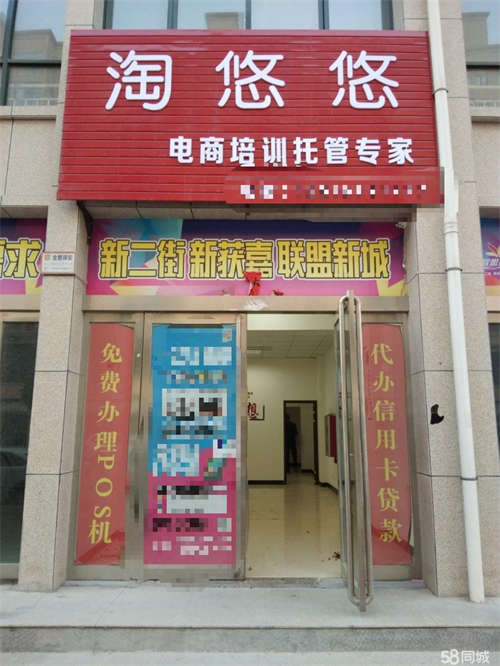 淘悠悠
电商培训托管专家
新二街 新获嘉 联盟新城
免费办理POS机
代办信用卡贷款
58同城